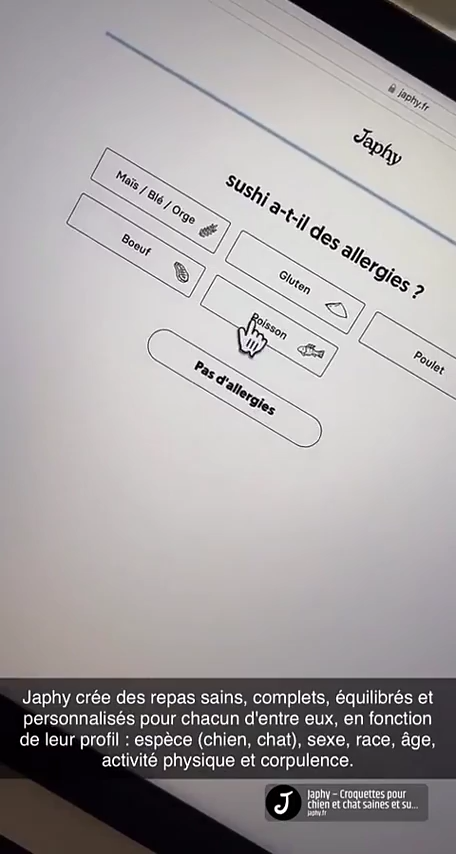 japhy.fr
Japhy
sushi a-t-il des allergies ?
Maïs / Blé / Orge
Gluten
Poulet
Boeuf
Poisson
Pas d'allergies
Japhy crée des repas sains, complets, équilibrés et
personnalisés pour chacun d'entre eux, en fonction
de leur profil : espèce (chien, chat), sexe, race, âge,
activité physique et corpulence.
J
Japhy – Croquettes pour
chien et chat saines et su...
japhy.fr